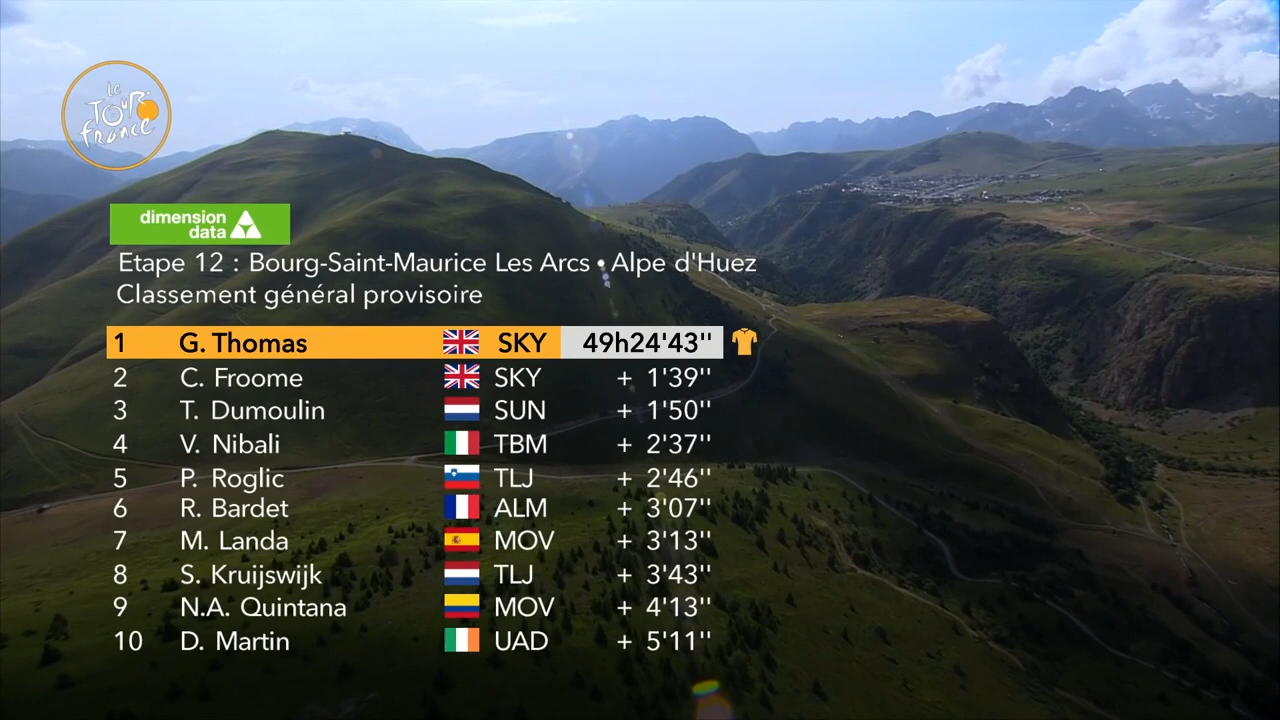 le
TOUR
de
france
dimension
data
Etape 12 : Bourg-Saint-Maurice Les Arcs • Alpe d'Huez
Classement général provisoire
1 G. Thomas SKY 49h24'43''
2 C. Froome SKY + 1'39''
3 T. Dumoulin SUN + 1'50''
4 V. Nibali TBM + 2'37''
5 P. Roglic TLJ + 2'46''
6 R. Bardet ALM + 3'07''
7 M. Landa MOV + 3'13''
8 S. Kruijswijk TLJ + 3'43''
9 N.A. Quintana MOV + 4'13''
10 D. Martin UAD + 5'11''